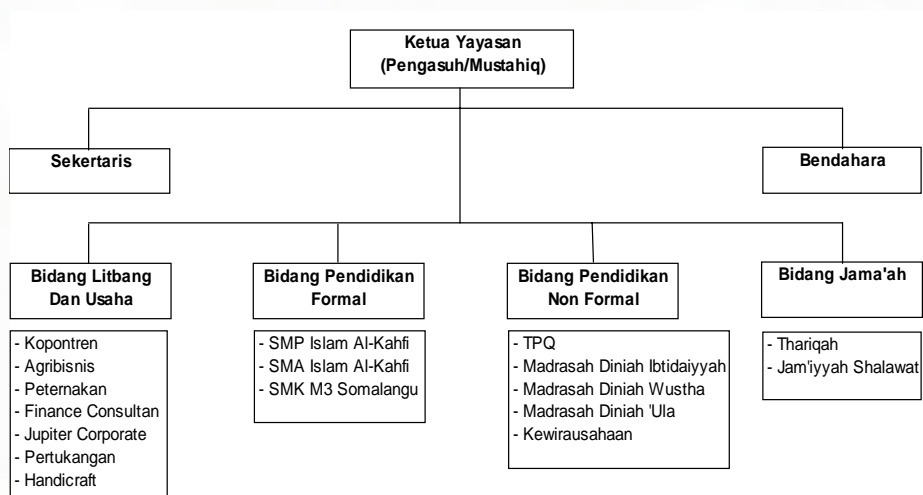 Ketua Yayasan
(Pengasuh/Mustahiq)
Sekertaris
Bendahara
Bidang Litbang
Dan Usaha
- Kopontren
- Agribisnis
- Peternakan
- Finance Consultan
- Jupiter Corporate
- Pertukangan
- Handicraft
Bidang Pendidikan
Formal
- SMP Islam Al-Kahfi
- SMA Islam Al-Kahfi
- SMK M3 Somalangu
Bidang Pendidikan
Non Formal
- TPQ
- Madrasah Diniah Ibtidaiyyah
- Madrasah Diniah Wustha
- Madrasah Diniah 'Ula
- Kewirausahaan
Bidang Jama'ah
- Thariqah
- Jam'iyyah Shalawat